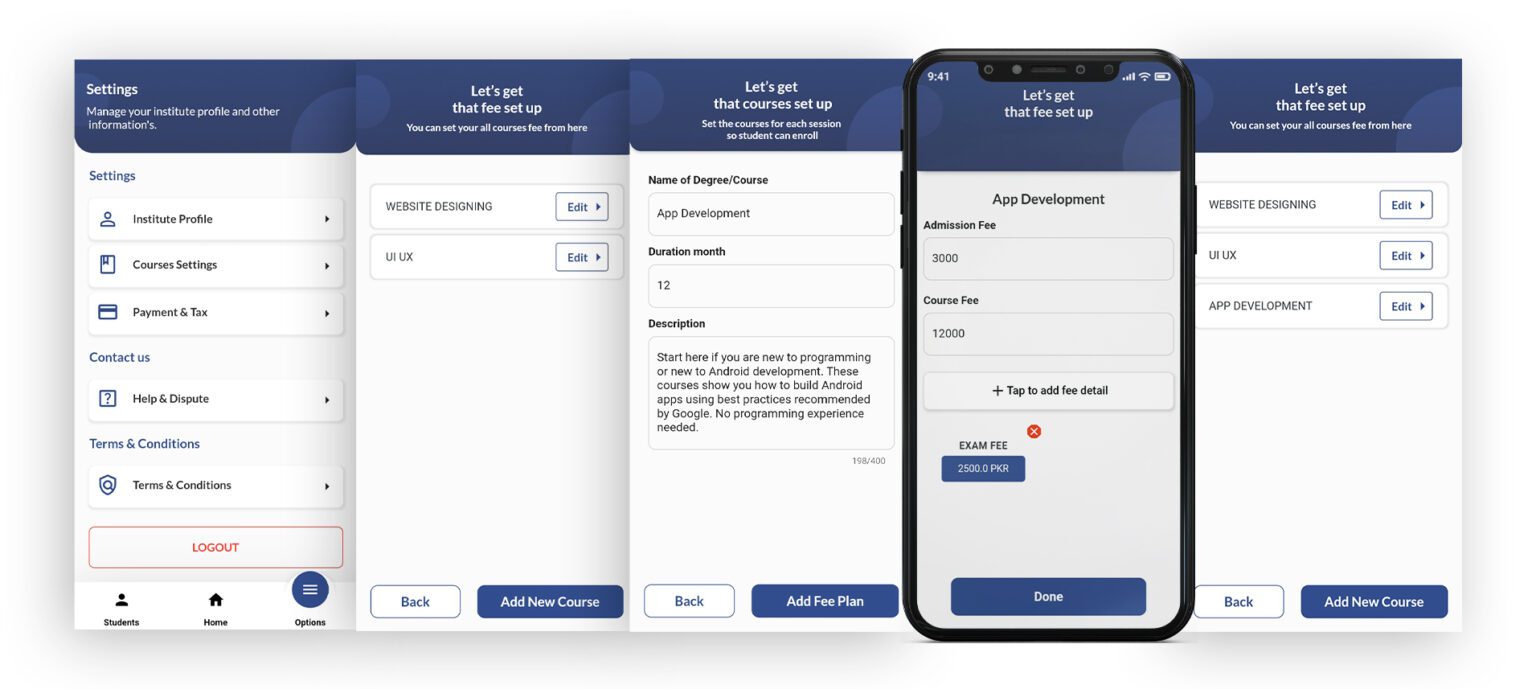 Settings
Manage your institute profile and other
information's.
Settings
Institute Profile
Courses Settings
Payment & Tax
Contact us
Help & Dispute
Terms & Conditions
Terms & Conditions
LOGOUT
Students
Home
Options
Let's get
that fee set up
You can set your all courses fee from here
WEBSITE DESIGNING
Edit
UI UX
Edit
Back
Add New Course
Let's get
that courses set up
Set the courses for each session
so student can enroll
Name of Degree/Course
App Development
Duration month
12
Description
Start here if you are new to programming
or new to Android development. These
courses show you how to build Android
apps using best practices recommended
by Google. No programming experience
needed.
198/400
Back
Add Fee Plan
9:41
Let's get
that fee set up
App Development
Admission Fee
3000
Course Fee
12000
+ Tap to add fee detail
EXAM FEE
2500.0 PKR
Done
Let's get
that fee set up
You can set your all courses fee from here
WEBSITE DESIGNING
Edit
UI UX
Edit
APP DEVELOPMENT
Edit
Back
Add New Course